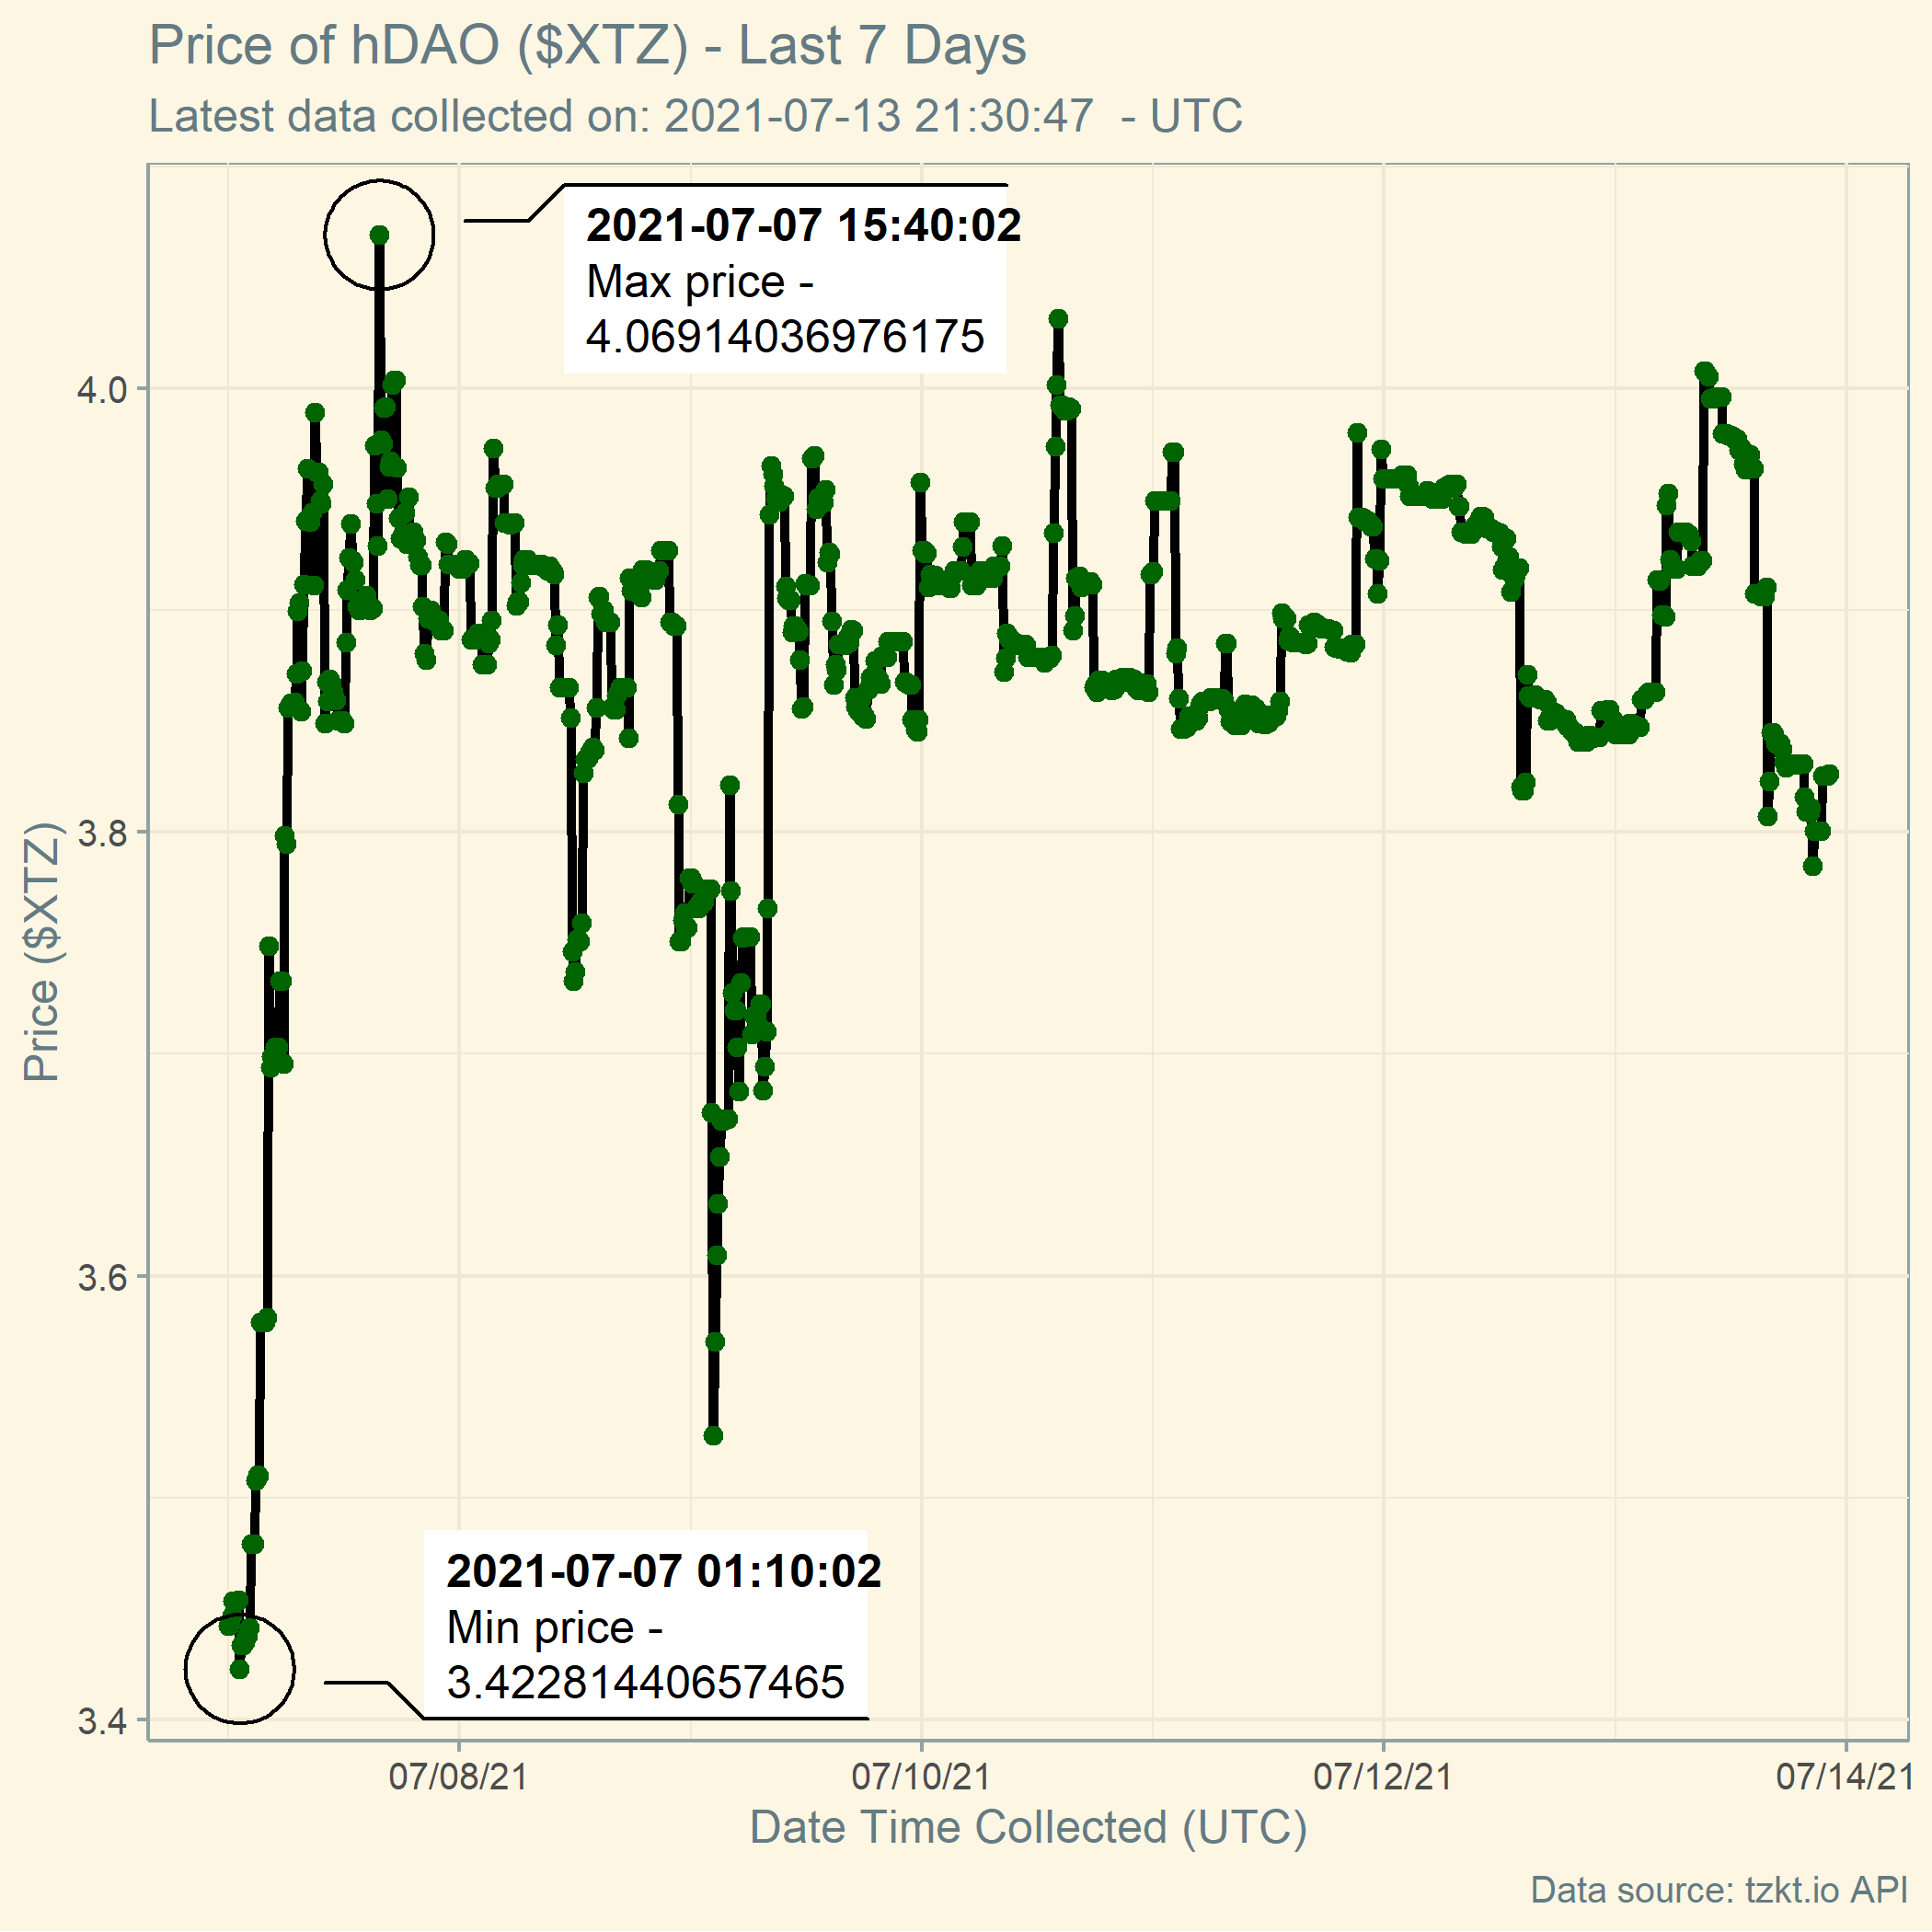 Price of hDAO ($XTZ) - Last 7 Days
Latest data collected on: 2021-07-13 21:30:47  - UTC
2021-07-07 15:40:02
Max price -
4.06914036976175
4.0
3.8
3.6
3.4
Price ($XTZ)
2021-07-07 01:10:02
Min price -
3.42281440657465
07/08/21
07/10/21
07/12/21
07/14/21
Date Time Collected (UTC)
Data source: tzkt.io API